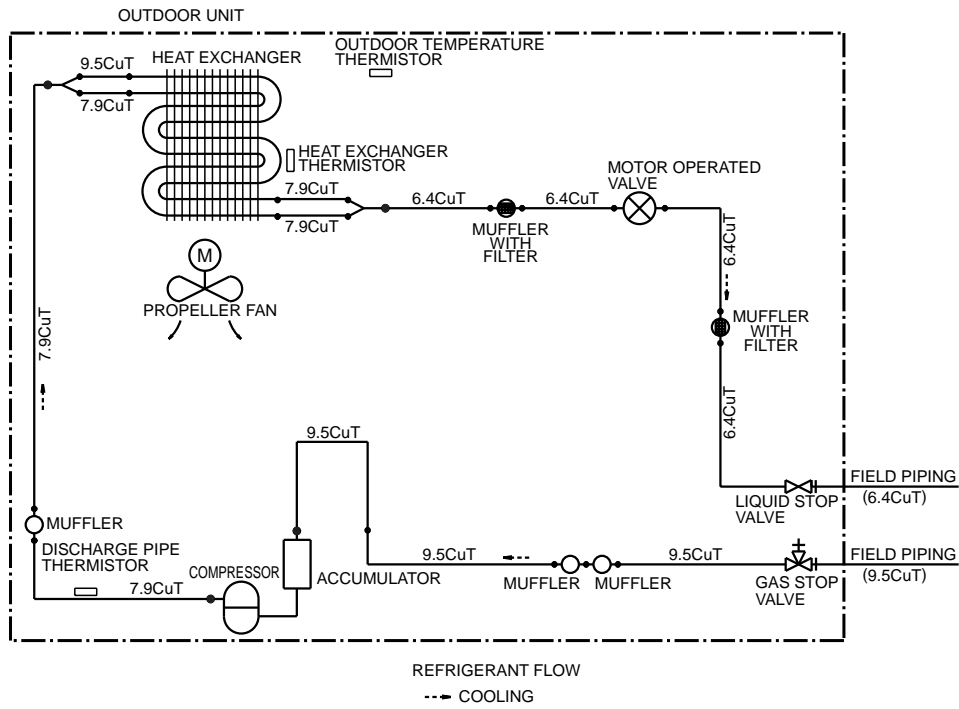 OUTDOOR UNIT
OUTDOOR TEMPERATURE
THERMISTOR
HEAT EXCHANGER
9.5CuT
7.9CuT
HEAT EXCHANGER
THERMISTOR
7.9CuT
7.9CuT
6.4CuT
MUFFLER
WITH
FILTER
6.4CuT
MOTOR OPERATED
VALVE
6.4CuT
MUFFLER
WITH
FILTER
6.4CuT
M
PROPELLER FAN
7.9CuT
9.5CuT
LIQUID STOP
VALVE
FIELD PIPING
(6.4CuT)
MUFFLER
DISCHARGE PIPE
THERMISTOR
7.9CuT
COMPRESSOR
ACCUMULATOR
9.5CuT
MUFFLER
MUFFLER
9.5CuT
GAS STOP
VALVE
FIELD PIPING
(9.5CuT)
REFRIGERANT FLOW
COOLING